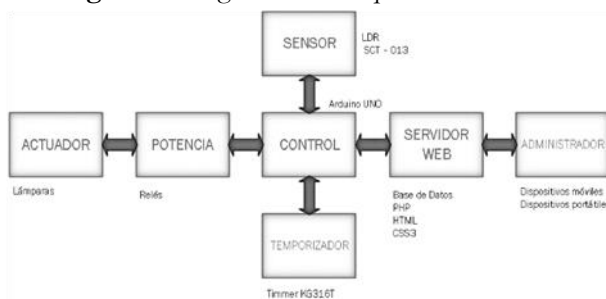 SENSOR
LDR
SCT - 013
Arduino UNO
ACTUADOR
POTENCIA
CONTROL
SERVIDOR
WEB
ADMINISTRADOR
Lámparas
Relés
Base de Datos
PHP
HTML
CSS3
Dispositivos móviles
Dispositivos portátile
TEMPORIZADOR
Timmer KG316T